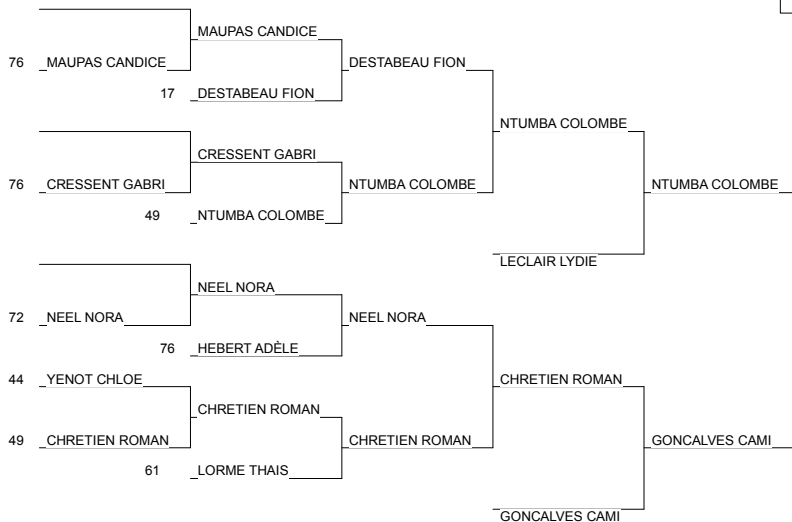 MAUPAS CANDICE
76 MAUPAS CANDICE DESTABEAU FION
17 DESTABEAU FION
NTUMBA COLOMBE
CRESSENT GABRI
76 CRESSENT GABRI NTUMBA COLOMBE NTUMBA COLOMBE
49 NTUMBA COLOMBE
LECLAIR LYDIE
NEEL NORA
72 NEEL NORA NEEL NORA
76 HEBERT ADÈLE
44 YENOT CHLOE CHRETIEN ROMAN
CHRETIEN ROMAN
49 CHRETIEN ROMAN CHRETIEN ROMAN GONCALVES CAMI
61 LORME THAIS
GONCALVES CAMI